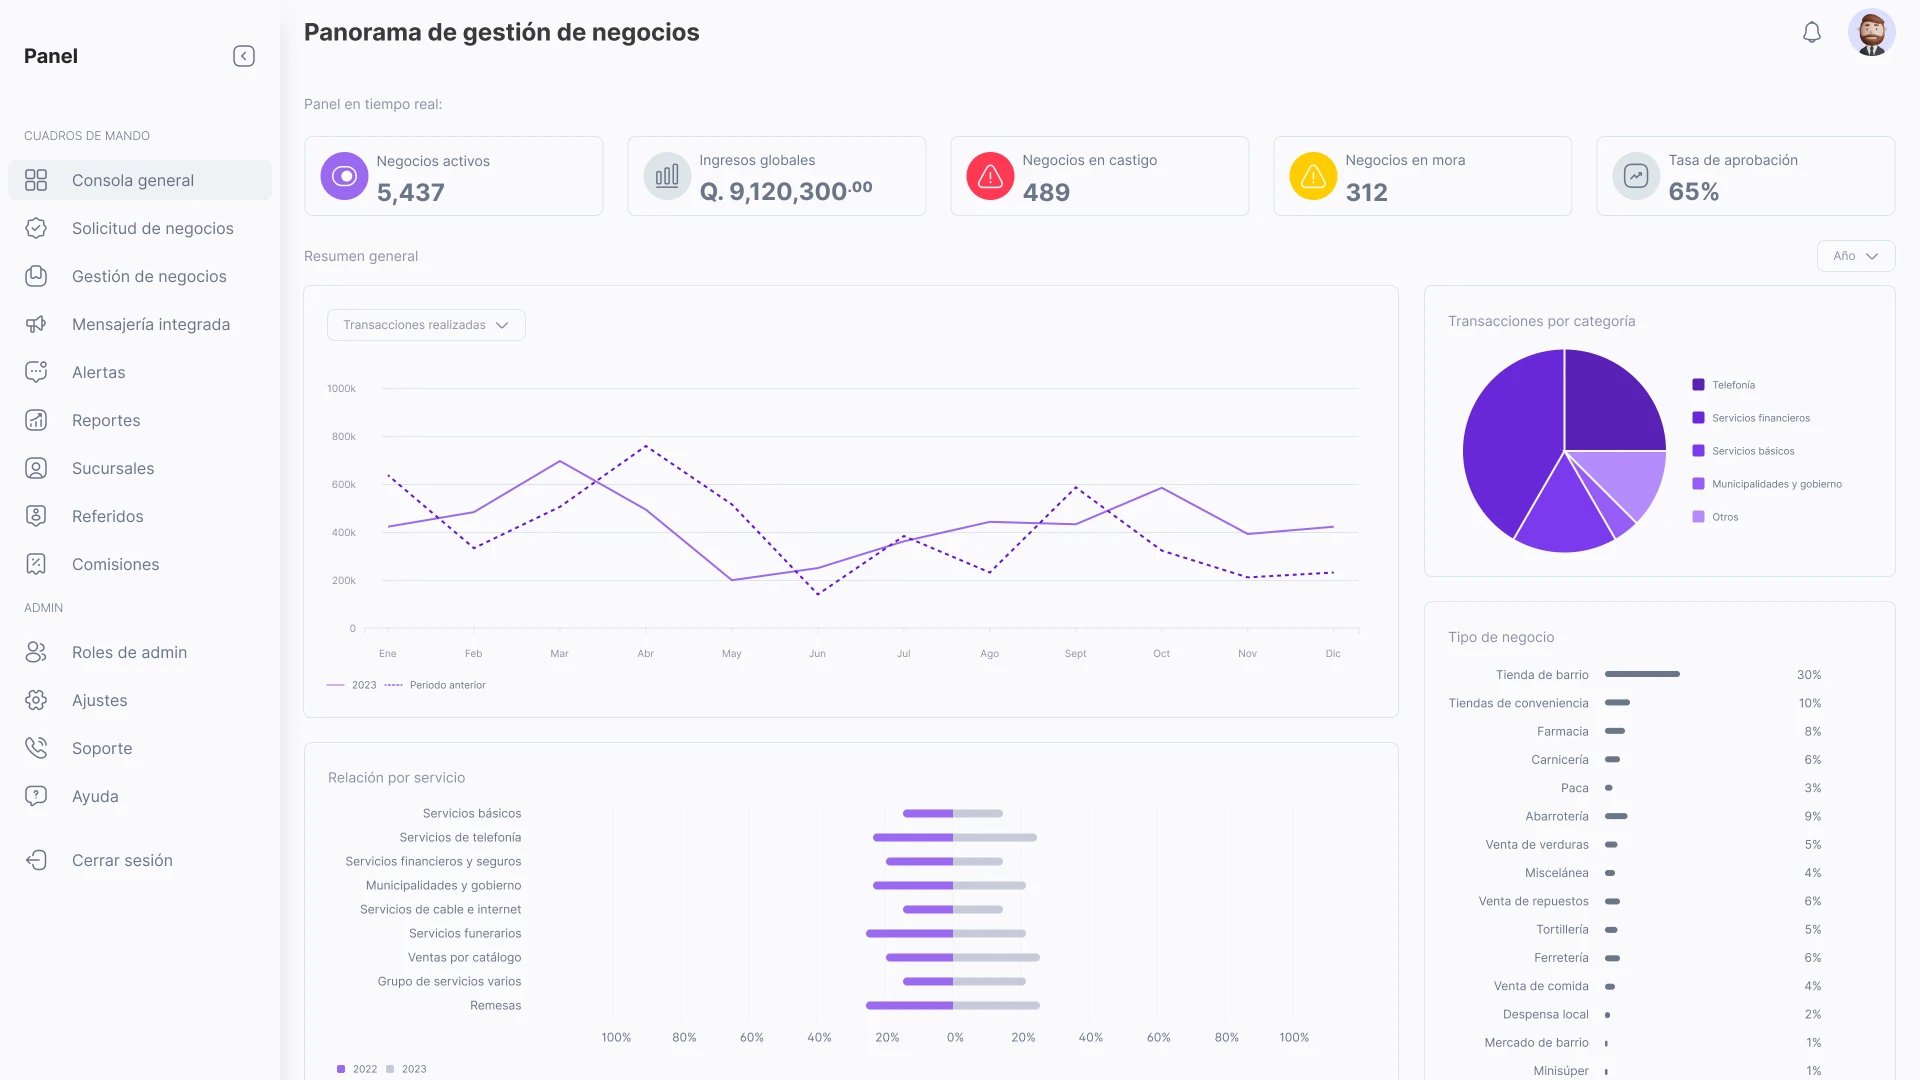 Panel
CUADROS DE MANDO
Consola general
Solicitud de negocios
Gestión de negocios
Mensajería integrada
Alertas
Reportes
Sucursales
Referidos
Comisiones
ADMIN
Roles de admin
Ajustes
Soporte
Ayuda
Cerrar sesión
Panorama de gestión de negocios
Panel en tiempo real:
Negocios activos
5,437
Ingresos globales
Q. 9,120,300.00
Negocios en castigo
489
Negocios en mora
312
Tasa de aprobación
65%
Resumen general
Año
Transacciones realizadas
1000k
800k
600k
400k
200k
0
Ene Feb Mar Abr May Jun Jul Ago Sept Oct Nov Dic
2023 Periodo anterior
Transacciones por categoría
Telefonía
Servicios financieros
Servicios básicos
Municipalidades y gobierno
Otros
Relación por servicio
Servicios básicos
Servicios de telefonía
Servicios financieros y seguros
Municipalidades y gobierno
Servicios de cable e internet
Servicios funerarios
Ventas por catálogo
Grupo de servicios varios
Remesas
100% 80% 60% 40% 20% 0% 20% 40% 60% 80% 100%
2022 2023
Tipo de negocio
Tienda de barrio 30%
Tiendas de conveniencia 10%
Farmacia 8%
Carnicería 6%
Paca 3%
Abarrotería 9%
Venta de verduras 5%
Miscelánea 4%
Venta de repuestos 6%
Tortillería 5%
Ferretería 6%
Venta de comida 4%
Despensa local 2%
Mercado de barrio 1%
Minisúper 1%